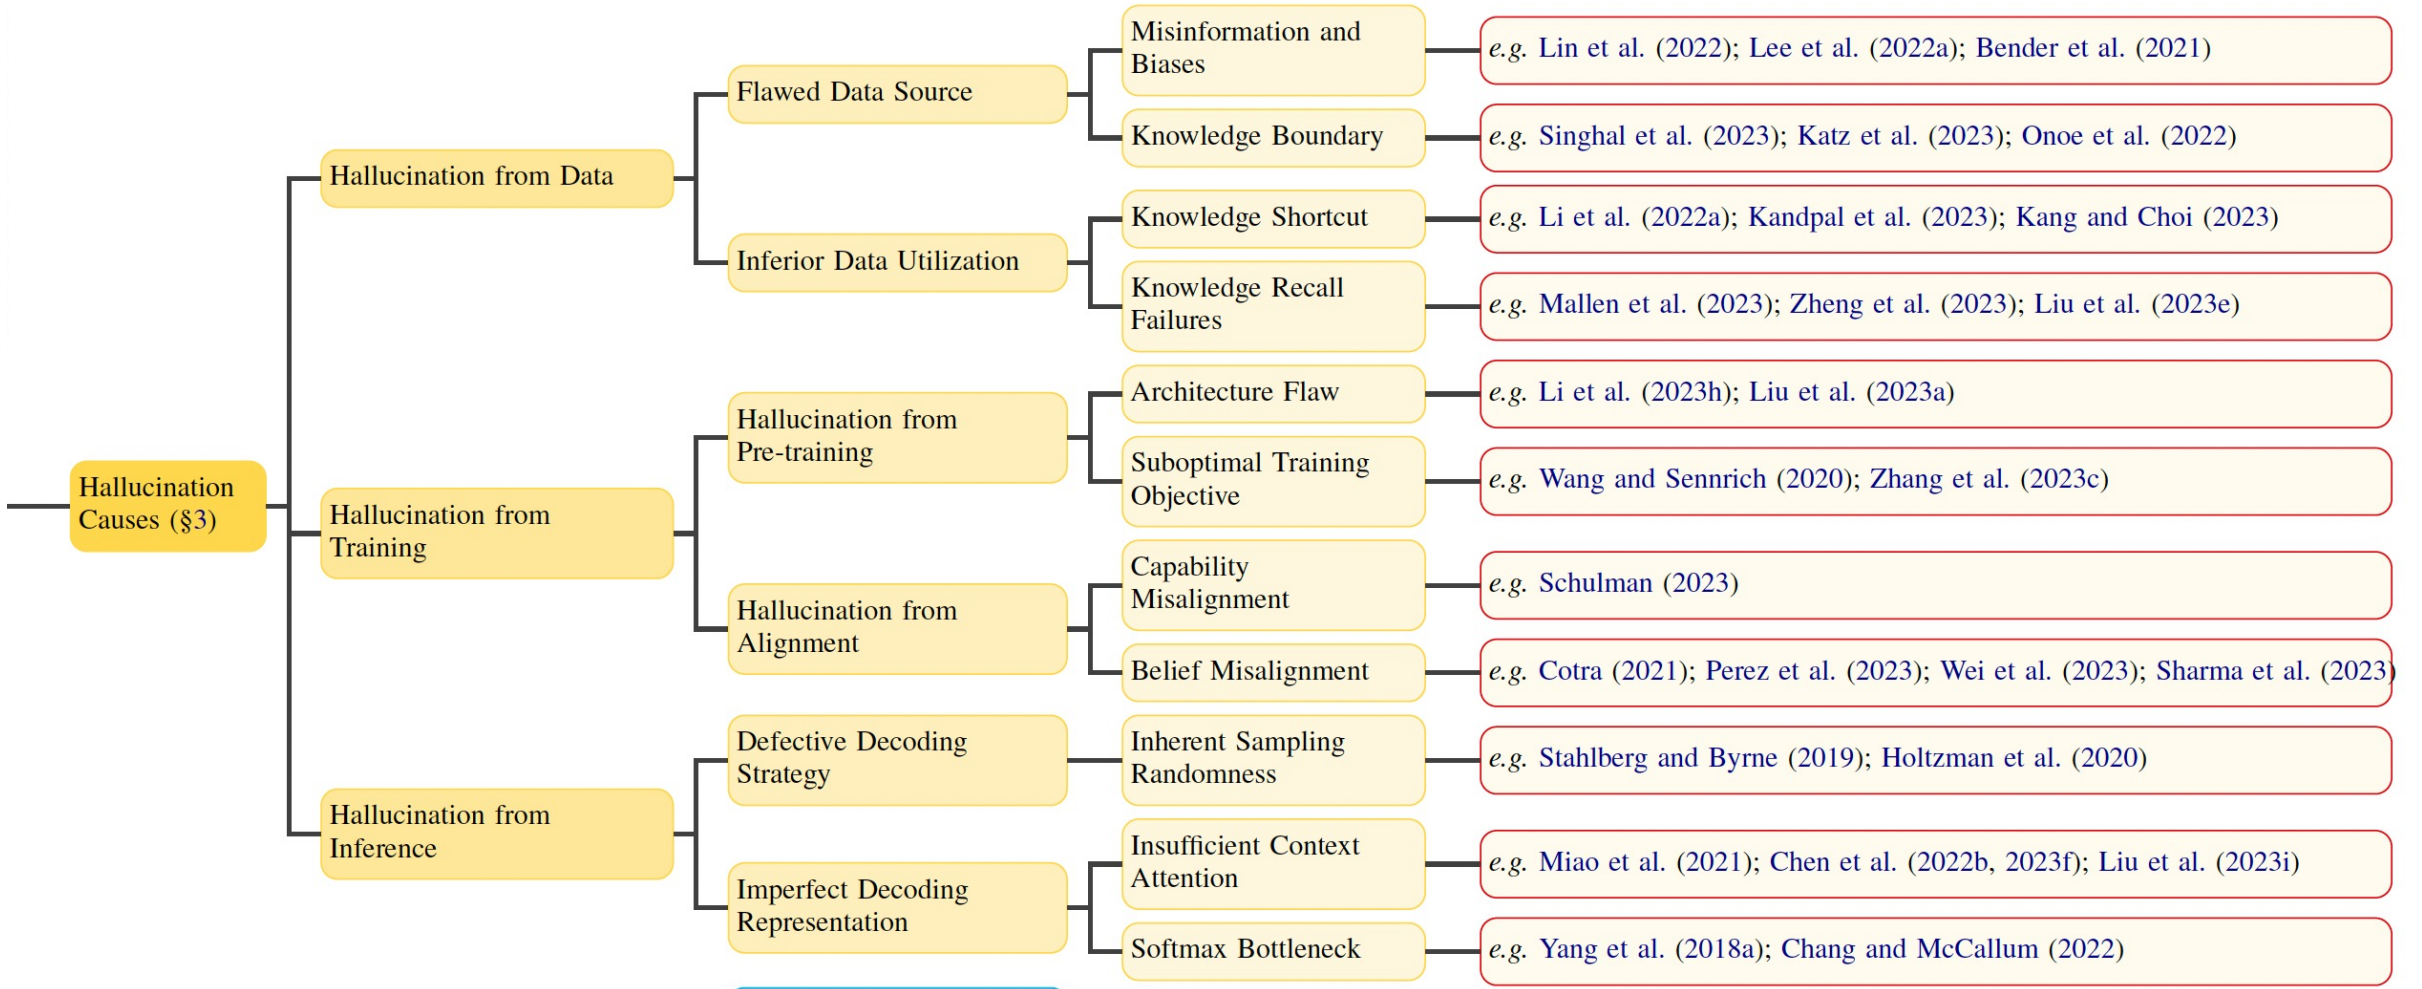 Hallucination
Causes (§3)
Hallucination from Data
Flawed Data Source
Misinformation and
Biases
e.g. Lin et al. (2022); Lee et al. (2022a); Bender et al. (2021)
Knowledge Boundary
e.g. Singhal et al. (2023); Katz et al. (2023); Onoe et al. (2022)
Inferior Data Utilization
Knowledge Shortcut
e.g. Li et al. (2022a); Kandpal et al. (2023); Kang and Choi (2023)
Knowledge Recall
Failures
e.g. Mallen et al. (2023); Zheng et al. (2023); Liu et al. (2023e)
Hallucination from
Training
Hallucination from
Pre-training
Architecture Flaw
e.g. Li et al. (2023h); Liu et al. (2023a)
Suboptimal Training
Objective
e.g. Wang and Sennrich (2020); Zhang et al. (2023c)
Hallucination from
Alignment
Capability
Misalignment
e.g. Schulman (2023)
Belief Misalignment
e.g. Cotra (2021); Perez et al. (2023); Wei et al. (2023); Sharma et al. (2023)
Hallucination from
Inference
Defective Decoding
Strategy
Inherent Sampling
Randomness
e.g. Stahlberg and Byrne (2019); Holtzman et al. (2020)
Imperfect Decoding
Representation
Insufficient Context
Attention
e.g. Miao et al. (2021); Chen et al. (2022b, 2023f); Liu et al. (2023i)
Softmax Bottleneck
e.g. Yang et al. (2018a); Chang and McCallum (2022)